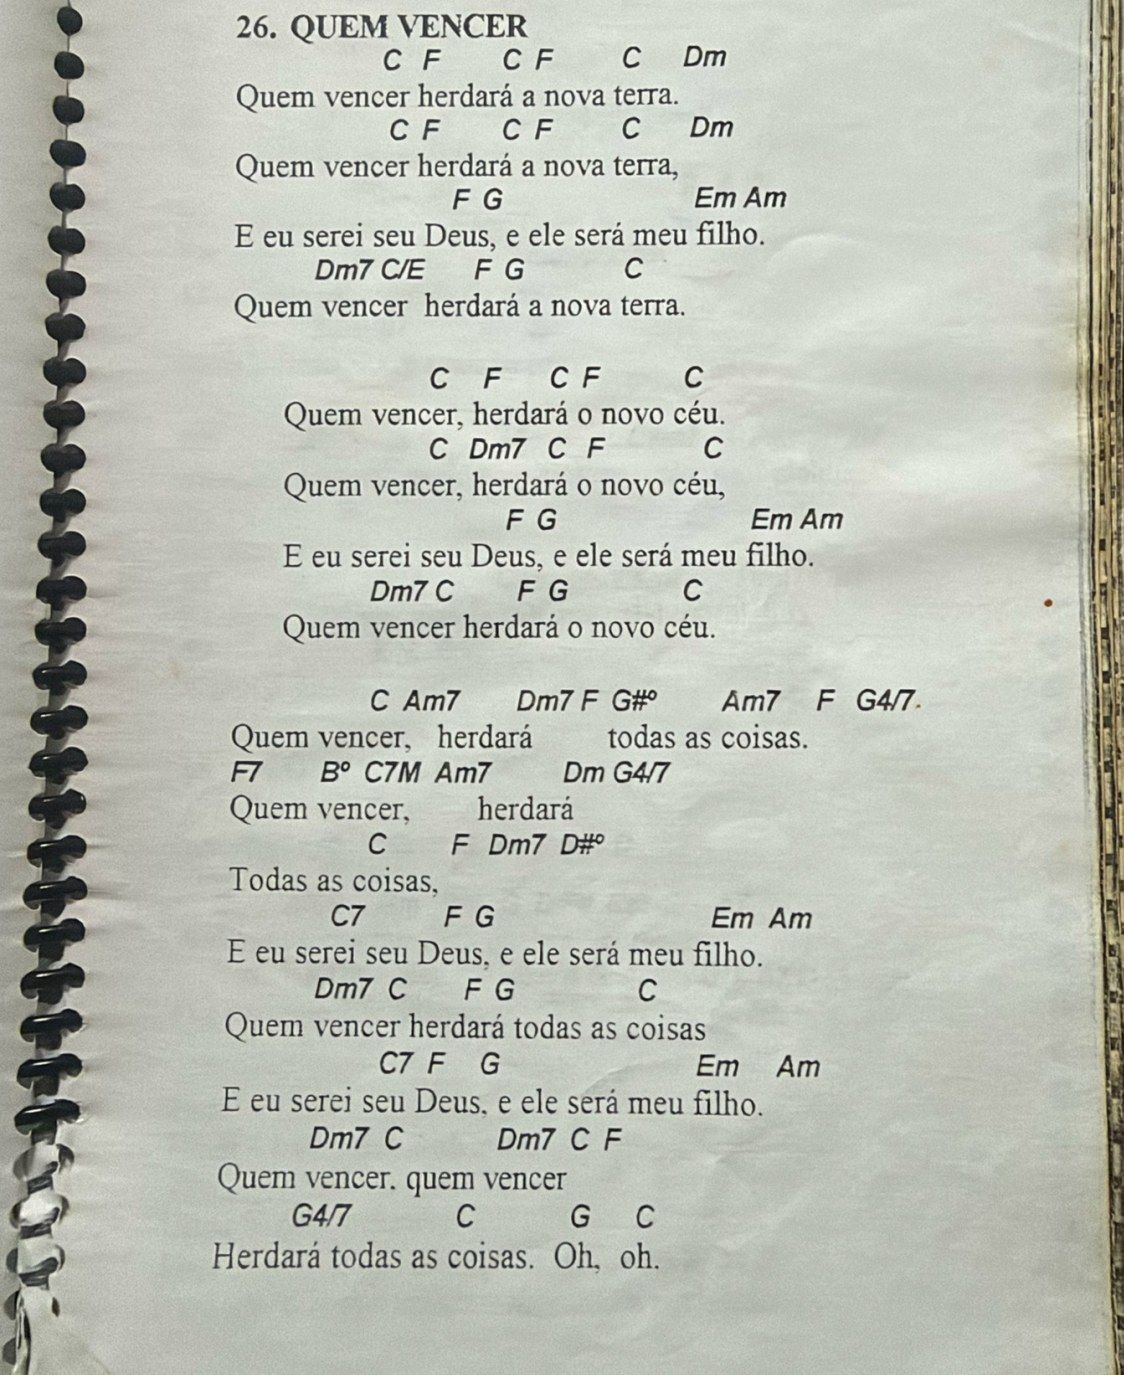 26. QUEM VENCER
C F C F C Dm
Quem vencer herdará a nova terra.
C F C F C Dm
Quem vencer herdará a nova terra,
F G Em Am
E eu serei seu Deus, e ele será meu filho.
Dm7 C/E F G C
Quem vencer herdará a nova terra.
C F C F C
Quem vencer, herdará o novo céu.
C Dm7 C F C
Quem vencer, herdará o novo céu,
F G Em Am
E eu serei seu Deus, e ele será meu filho.
Dm7 C F G C
Quem vencer herdará o novo céu.
C Am7 Dm7 F G#º Am7 F G4/7.
Quem vencer, herdará todas as coisas.
F7 Bº C7M Am7 Dm G4/7
Quem vencer, herdará
C F Dm7 D#º
Todas as coisas,
C7 F G Em Am
E eu serei seu Deus, e ele será meu filho.
Dm7 C F G C
Quem vencer herdará todas as coisas
C7 F G Em Am
E eu serei seu Deus, e ele será meu filho.
Dm7 C Dm7 C F
Quem vencer. quem vencer
G4/7 C G C
Herdará todas as coisas. Oh, oh.